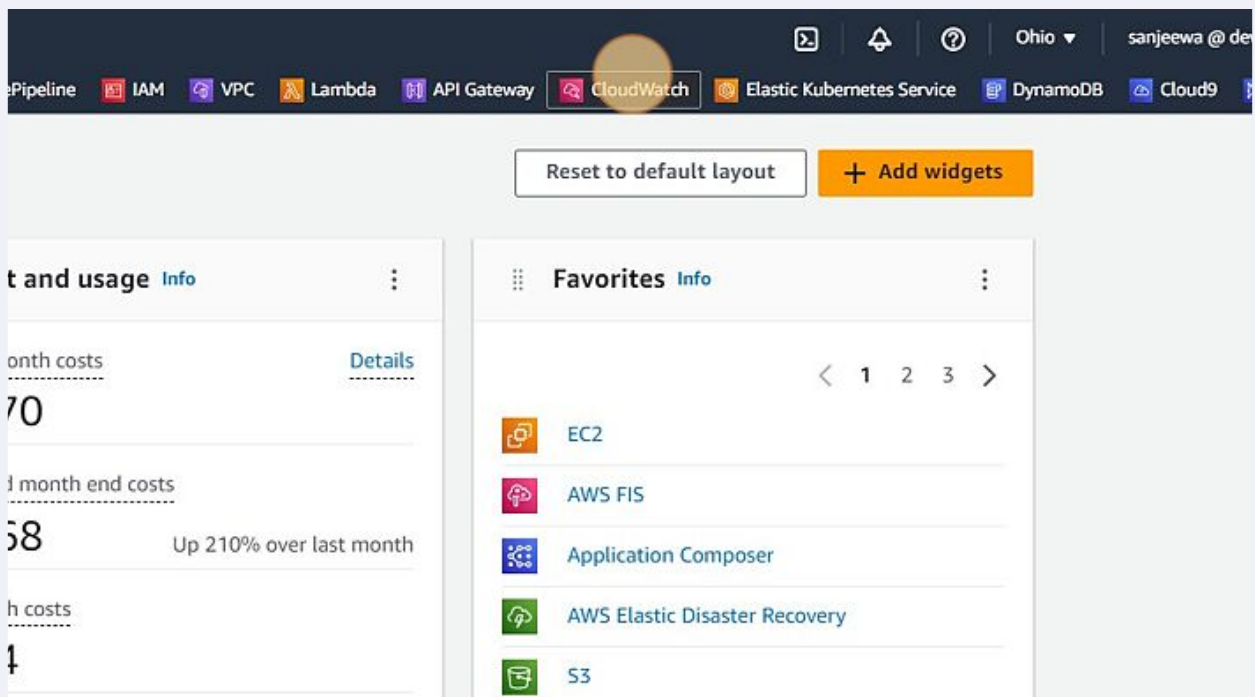 Ohio ▼ sanjeewa @ de
ePipeline IAM VPC Lambda API Gateway CloudWatch Elastic Kubernetes Service DynamoDB Cloud9
Reset to default layout + Add widgets
t and usage Info
Favorites Info
onth costs Details
70
1 2 3
EC2
d month end costs
AWS FIS
58 Up 210% over last month
Application Composer
h costs
AWS Elastic Disaster Recovery
4
S3